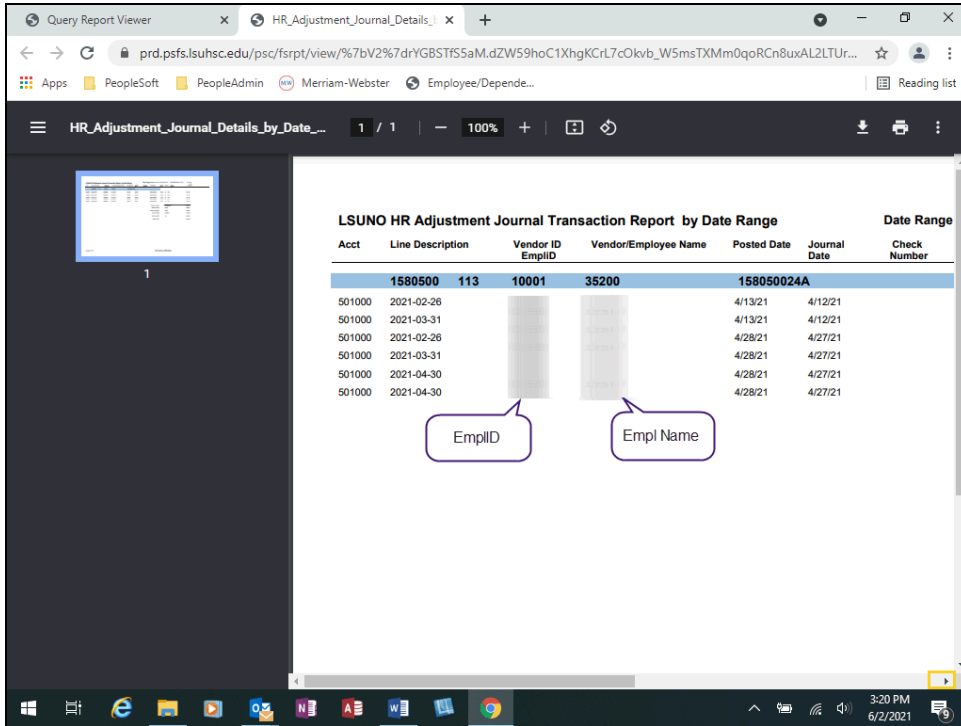 Query Report Viewer
HR_Adjustment_Journal_Details_
prd.psfs.lsuhsc.edu/psc/fsrpt/view/%7bV2%7drYGBSTfS5aM.dZW59hoC1XhgKCrL7cOkvb_W5msTXMm0qoRCn8uxAL2LTUr...
Apps PeopleSoft PeopleAdmin Merriam-Webster Employee/Depende... Reading list
HR_Adjustment_Journal_Details_by_Date_... 1 / 1 100%
1
LSUNO HR Adjustment Journal Transaction Report by Date Range Date Range
Acct Line Description Vendor ID EmpliD Vendor/Employee Name Posted Date Journal Date Check Number
1580500 113 10001 35200 158050024A
501000 2021-02-26 4/13/21 4/12/21
501000 2021-03-31 4/13/21 4/12/21
501000 2021-02-26 4/28/21 4/27/21
501000 2021-03-31 4/28/21 4/27/21
501000 2021-04-30 4/28/21 4/27/21
501000 2021-04-30 4/28/21 4/27/21
EmplID
Empl Name
3:20 PM
6/2/2021